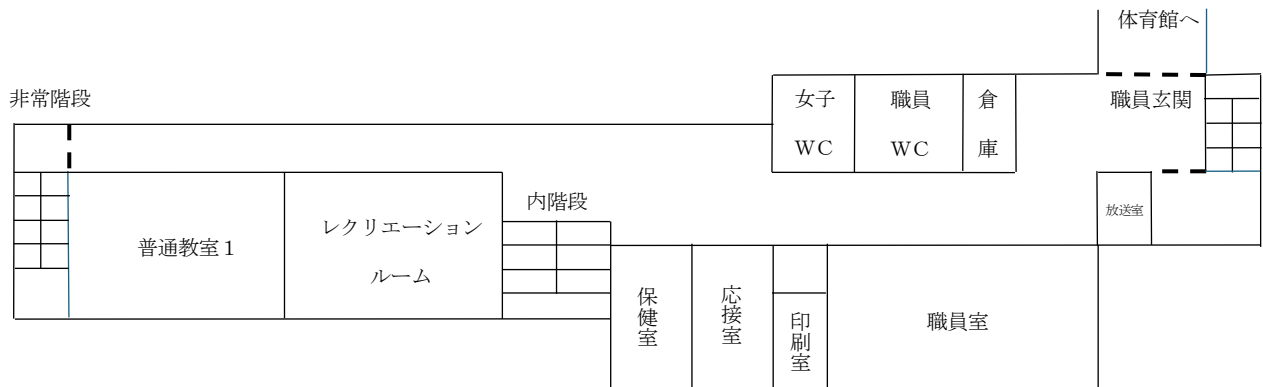 体育館へ
非常階段
女子
WC
職員
WC
倉
庫
職員玄関
内階段
放送室
普通教室1
レクリエーション
ルーム
保健室
応接室
印刷室
職員室